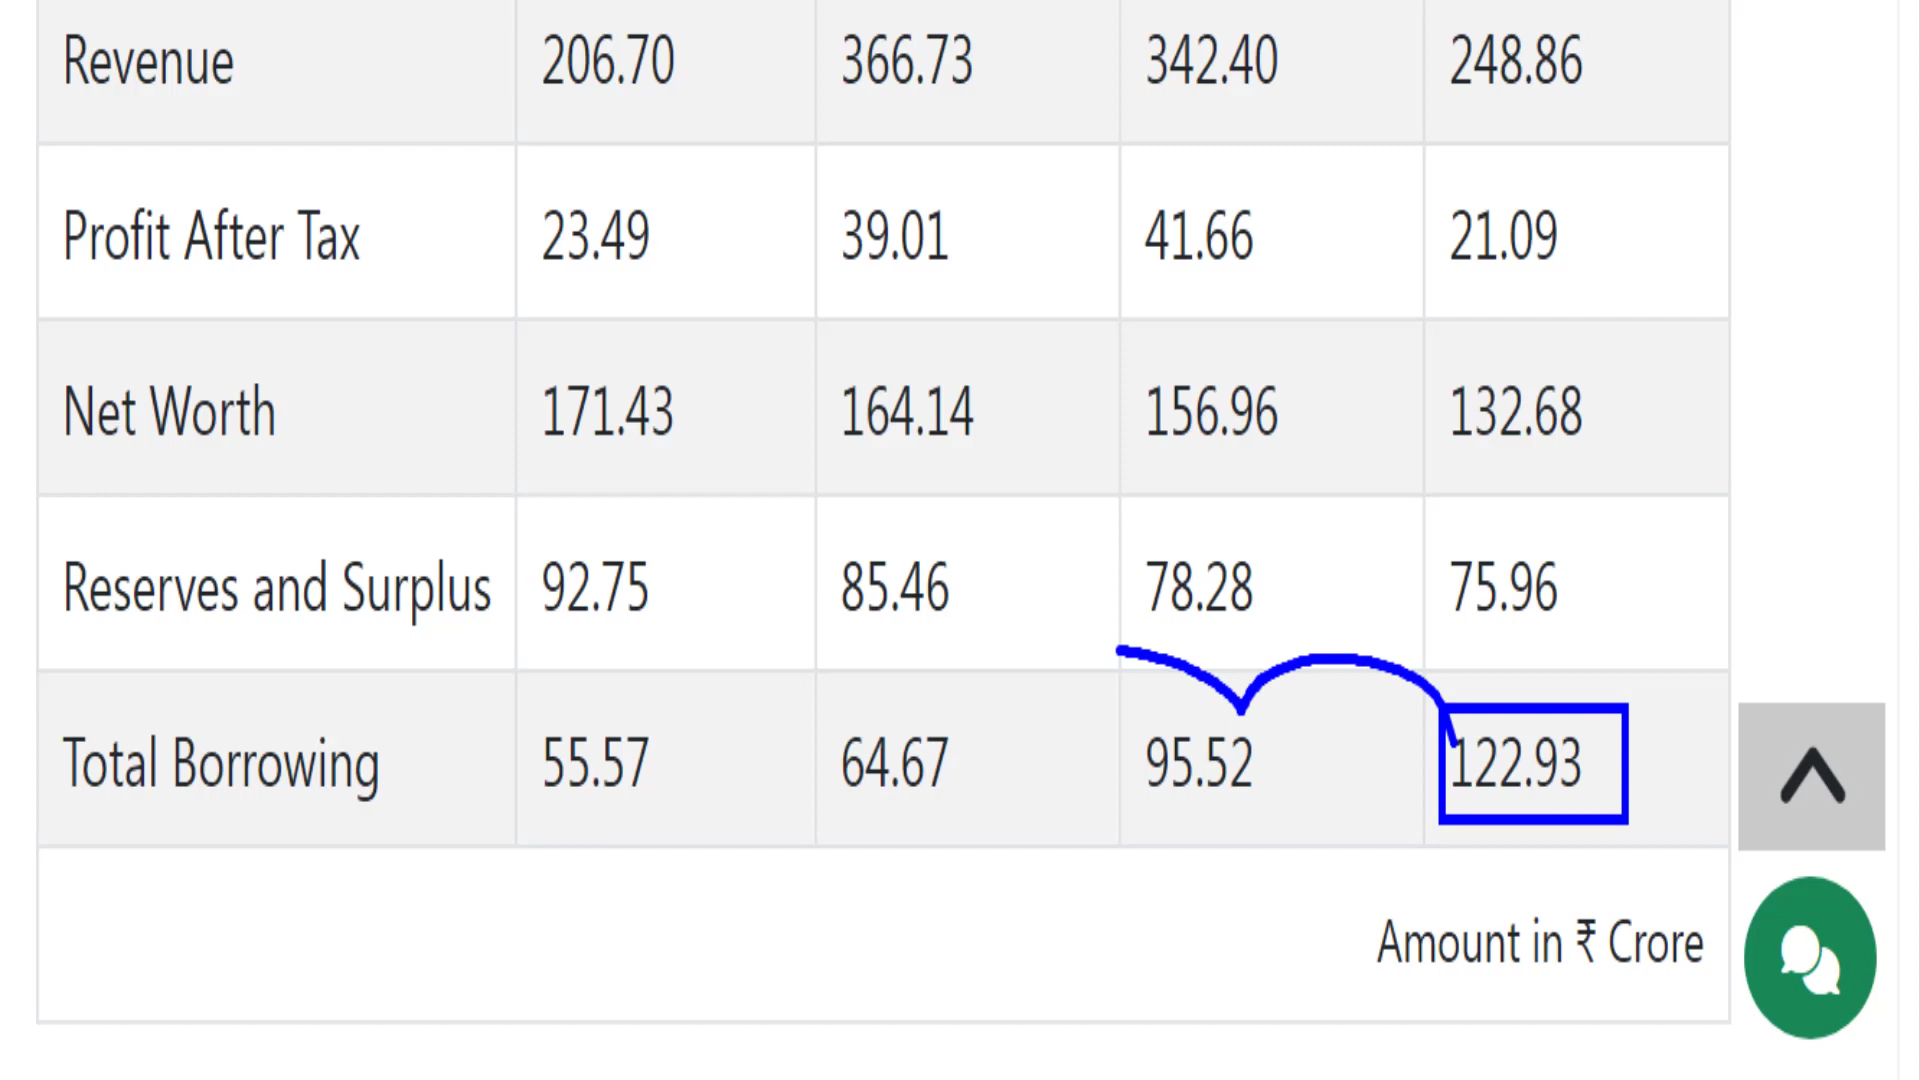 Revenue 206.70 366.73 342.40 248.86
Profit After Tax 23.49 39.01 41.66 21.09
Net Worth 171.43 164.14 156.96 132.68
Reserves and Surplus 92.75 85.46 78.28 75.96
Total Borrowing 55.57 64.67 95.52 122.93
Amount in ₹ Crore